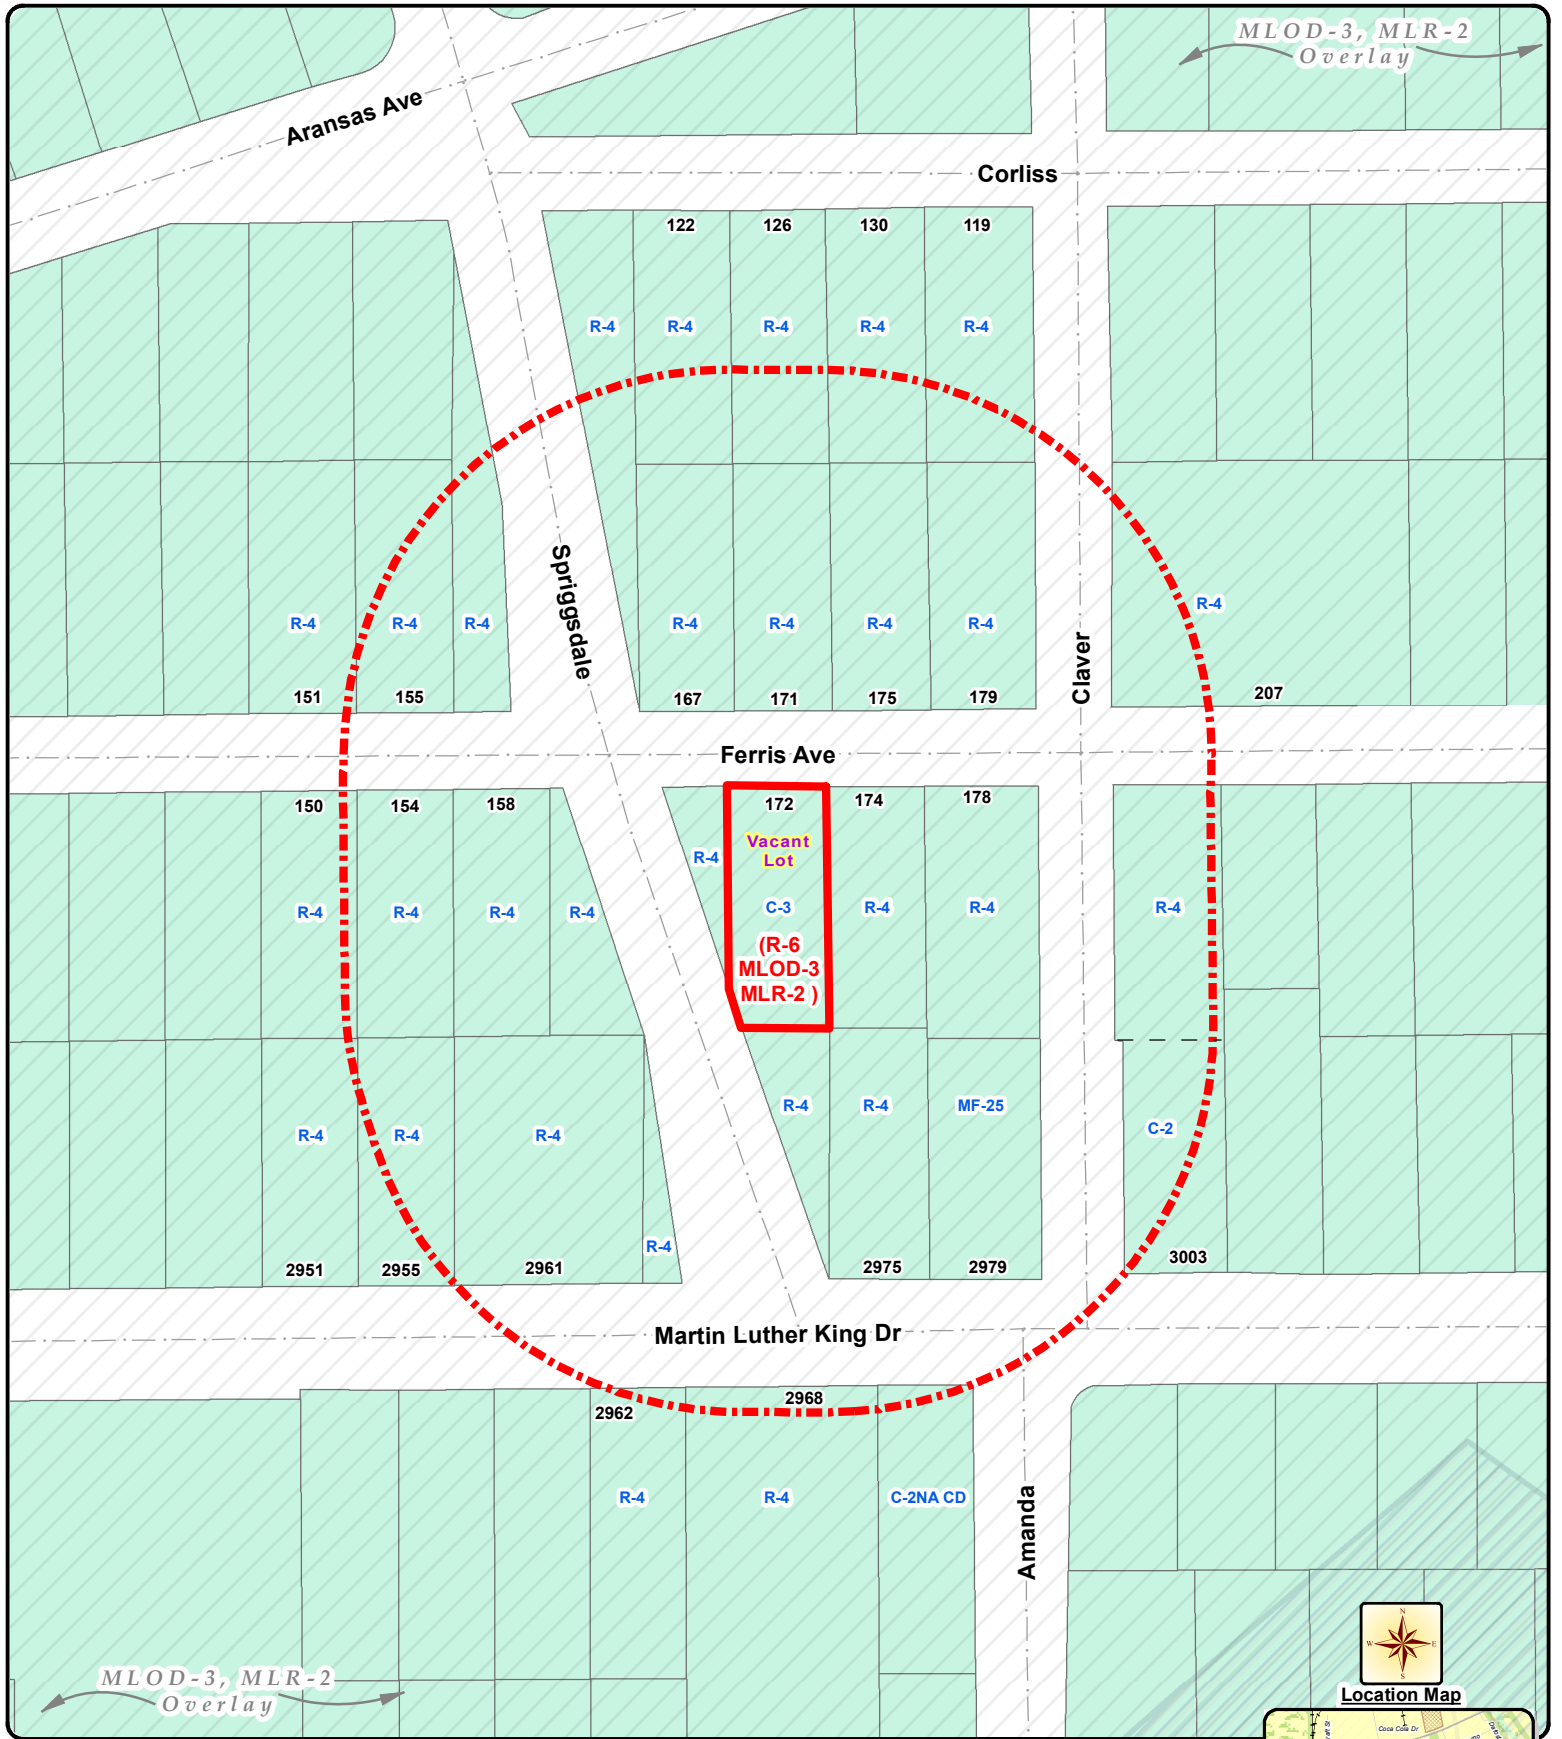 MLOD-3, MLR-2
Overlay
Aransas Ave
Corliss
122
126
130
119
R-4
R-4
R-4
R-4
R-4
Spriggsdale
Claver
R-4
R-4
R-4
R-4
R-4
R-4
R-4
R-4
151
155
167
171
175
179
207
Ferris Ave
150
154
158
172
174
178
Vacant
Lot
R-4
R-4
R-4
R-4
R-4
C-3
R-4
R-4
R-4
(R-6
MLOD-3
MLR-2 )
R-4
R-4
MF-25
R-4
R-4
R-4
C-2
R-4
2951
2955
2961
2975
2979
3003
Martin Luther King Dr
2962
2968
R-4
R-4
C-2NA CD
Amanda
MLOD-3, MLR-2
Overlay
N
W
E
S
Location Map
Coca Cola Dr